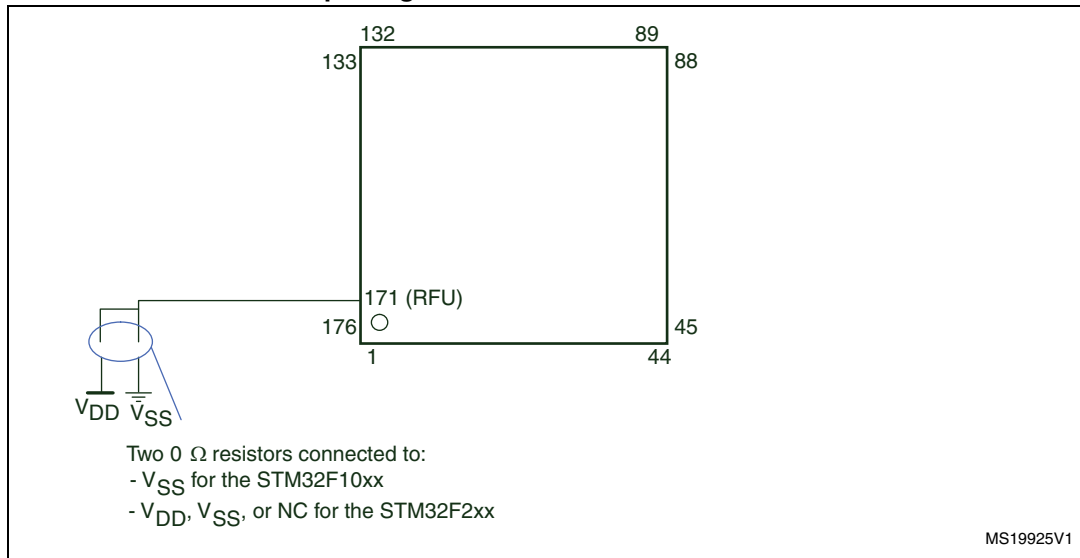 132 89
133 88
171 (RFU)
176 45
1 44
VDD VSS
Two 0 Ω resistors connected to:
- VSS for the STM32F10xx
- VDD, VSS, or NC for the STM32F2xx
MS19925V1